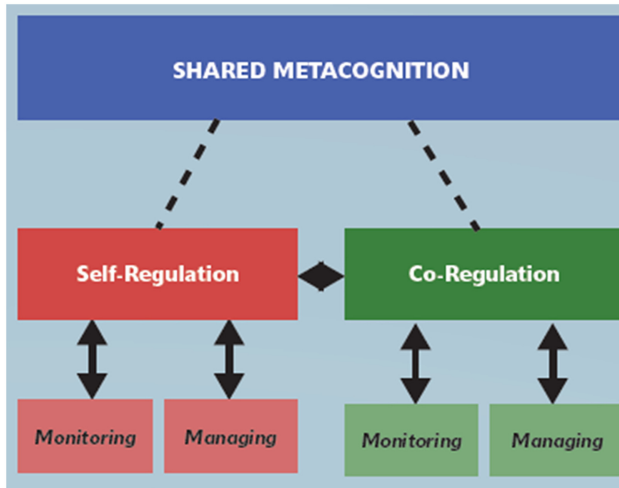 SHARED METACOGNITION
Self-Regulation
Co-Regulation
Monitoring
Managing
Monitoring
Managing